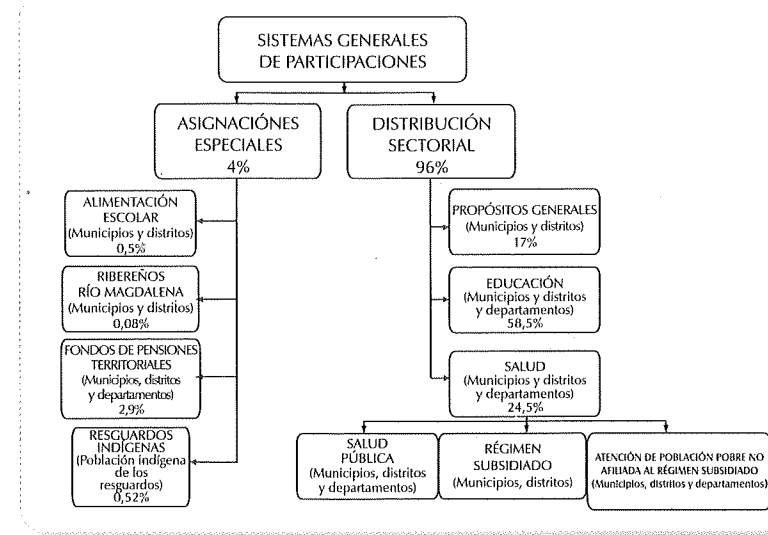 SISTEMAS GENERALES
DE PARTICIPACIONES
ASIGNACIÓNES
ESPECIALES
4%
DISTRIBUCIÓN
SECTORIAL
96%
ALIMENTACIÓN
ESCOLAR
(Municipios y distritos)
0,5%
RIBEREÑOS
RÍO MAGDALENA
(Municipios y distritos)
0,08%
FONDOS DE PENSIONES
TERRITORIALES
(Municipios, distritos
y departamentos)
2,9%
RESGUARDOS
INDÍGENAS
(Población indígena
de los
resguardos)
0,52%
PROPÓSITOS GENERALES
(Municipios y distritos)
17%
EDUCACIÓN
(Municipios y distritos
y departamentos)
58,5%
SALUD
(Municipios y distritos
y departamentos)
24,5%
SALUD
PÚBLICA
(Municipios, distritos
y departamentos)
RÉGIMEN
SUBSIDIADO
(Municipios, distritos)
ATENCIÓN DE POBLACIÓN POBRE NO
AFILIADA AL RÉGIMEN SUBSIDIADO
(Municipios, distritos y departamentos)